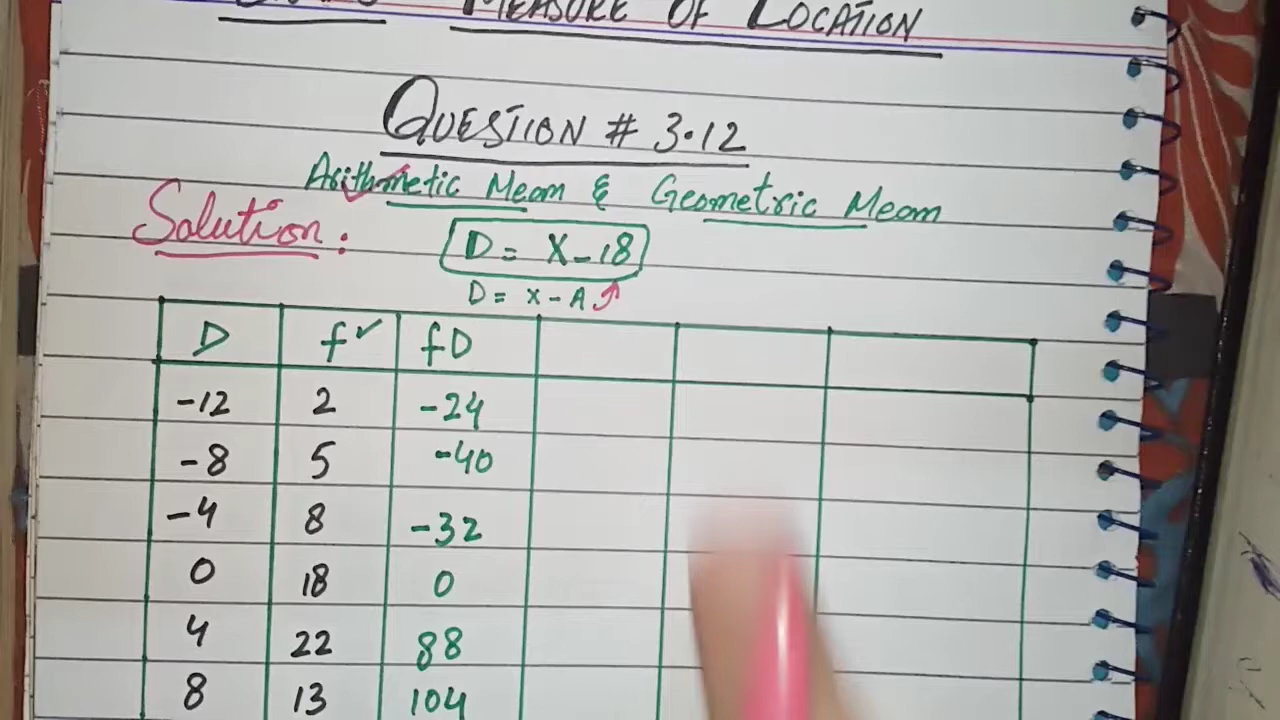 MEASURE OF LOCATION
QUESTION # 3.12
Arithmetic Mean & Geometric Mean
Solution:
D = X - 18
D = x - A
D f ✓ fD
-12 2 -24
-8 5 -40
-4 8 -32
0 18 0
4 22 88
8 13 104